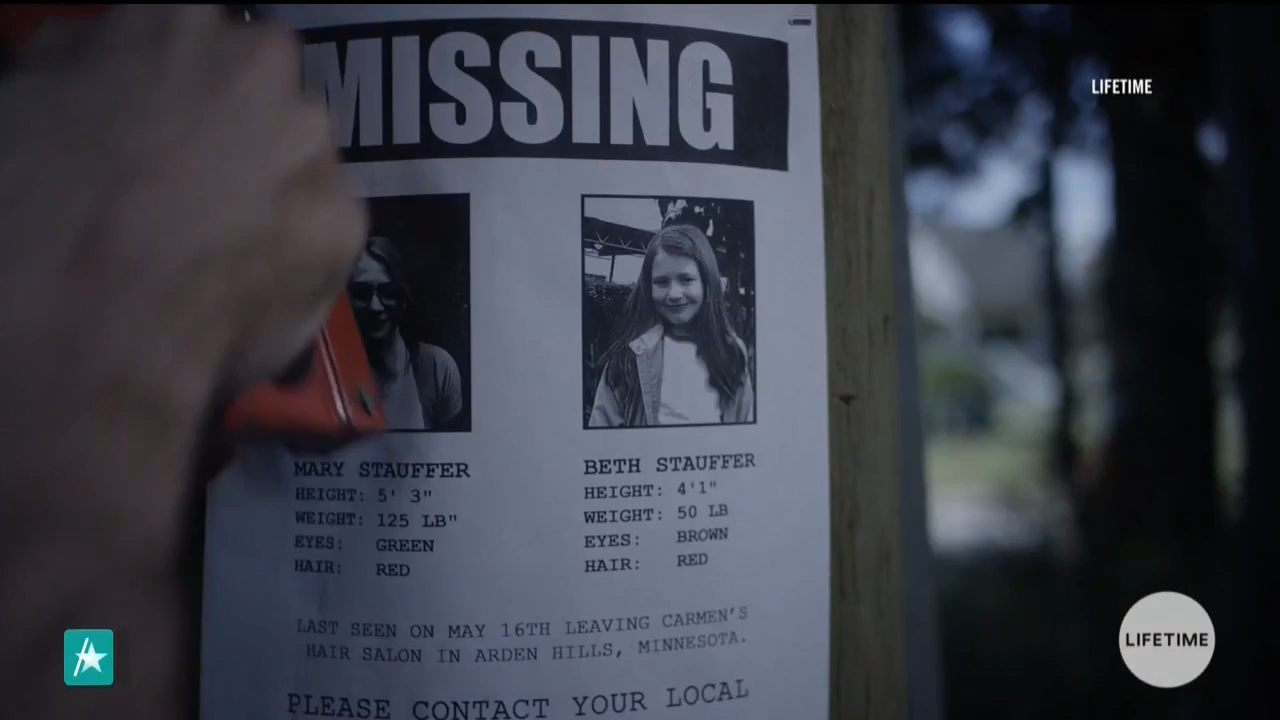 MISSING
LIFETIME
MARY STAUFFER
HEIGHT: 5' 3"
WEIGHT: 125 LB"
EYES: GREEN
HAIR: RED
BETH STAUFFER
HEIGHT: 4'1"
WEIGHT: 50 LB
EYES: BROWN
HAIR: RED
LAST SEEN ON MAY 16TH LEAVING CARMEN'S
HAIR SALON IN ARDEN HILLS, MINNESOTA.
PLEASE CONTACT YOUR LOCAL
LIFETIME